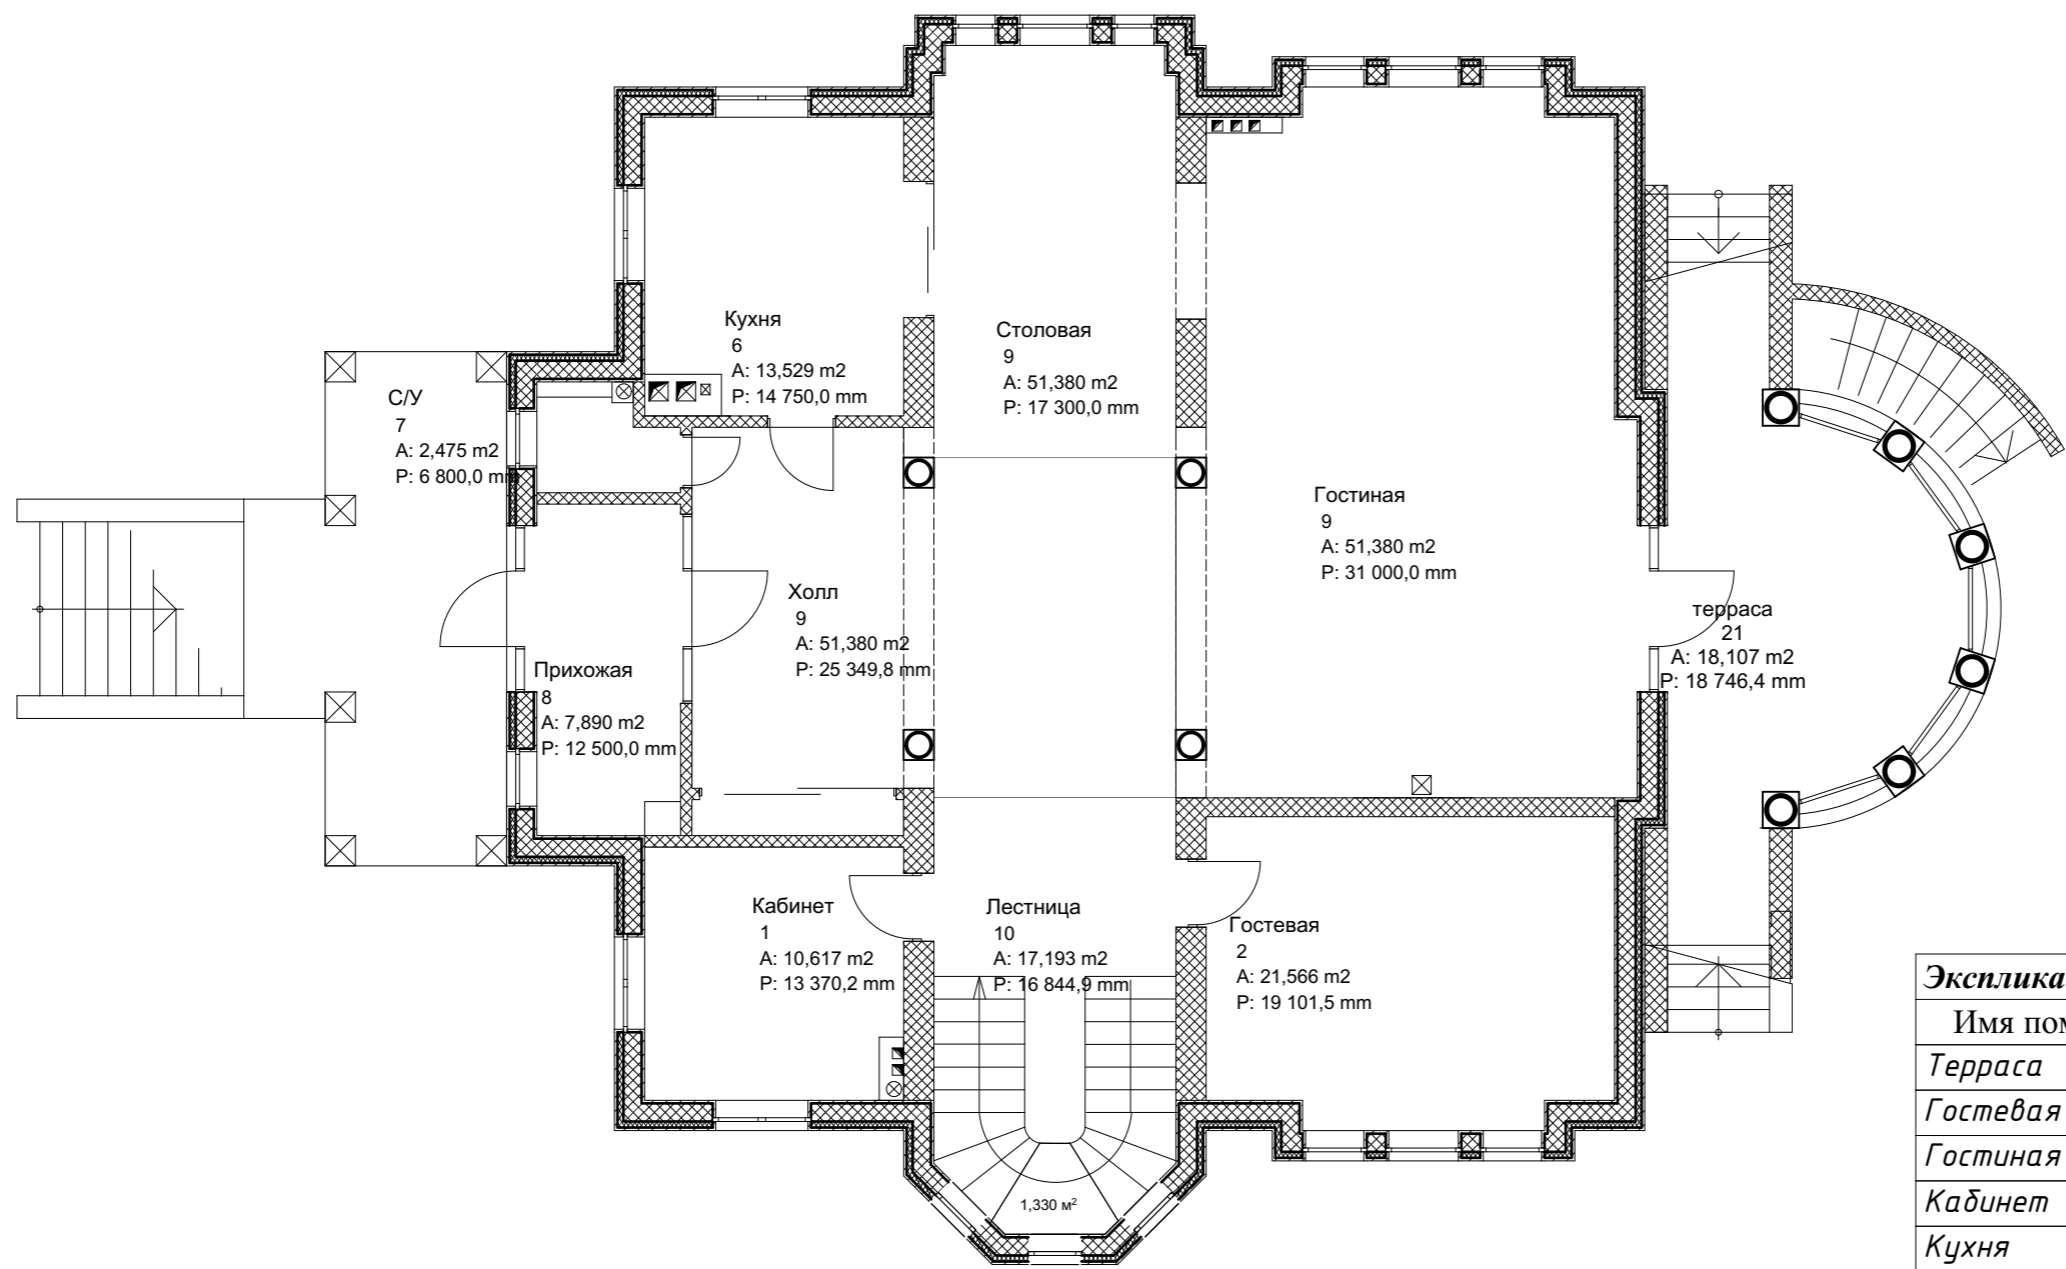 Кухня
6
A: 13,529 m2
P: 14 750,0 mm
Столовая
9
A: 51,380 m2
P: 17 300,0 mm
С/У
7
A: 2,475 m2
P: 6 800,0 mm
Гостиная
9
A: 51,380 m2
P: 31 000,0 mm
Холл
9
A: 51,380 m2
P: 25 349,8 mm
терраса
21
A: 18,107 m2
P: 18 746,4 mm
Прихожая
8
A: 7,890 m2
P: 12 500,0 mm
Кабинет
1
A: 10,617 m2
P: 13 370,2 mm
Лестница
10
A: 17,193 m2
P: 16 844,9 mm
Гостевая
2
A: 21,566 m2
P: 19 101,5 mm
1,330 м²
Эксплика
Имя пом
Терраса
Гостевая
Гостиная
Кабинет
Кухня